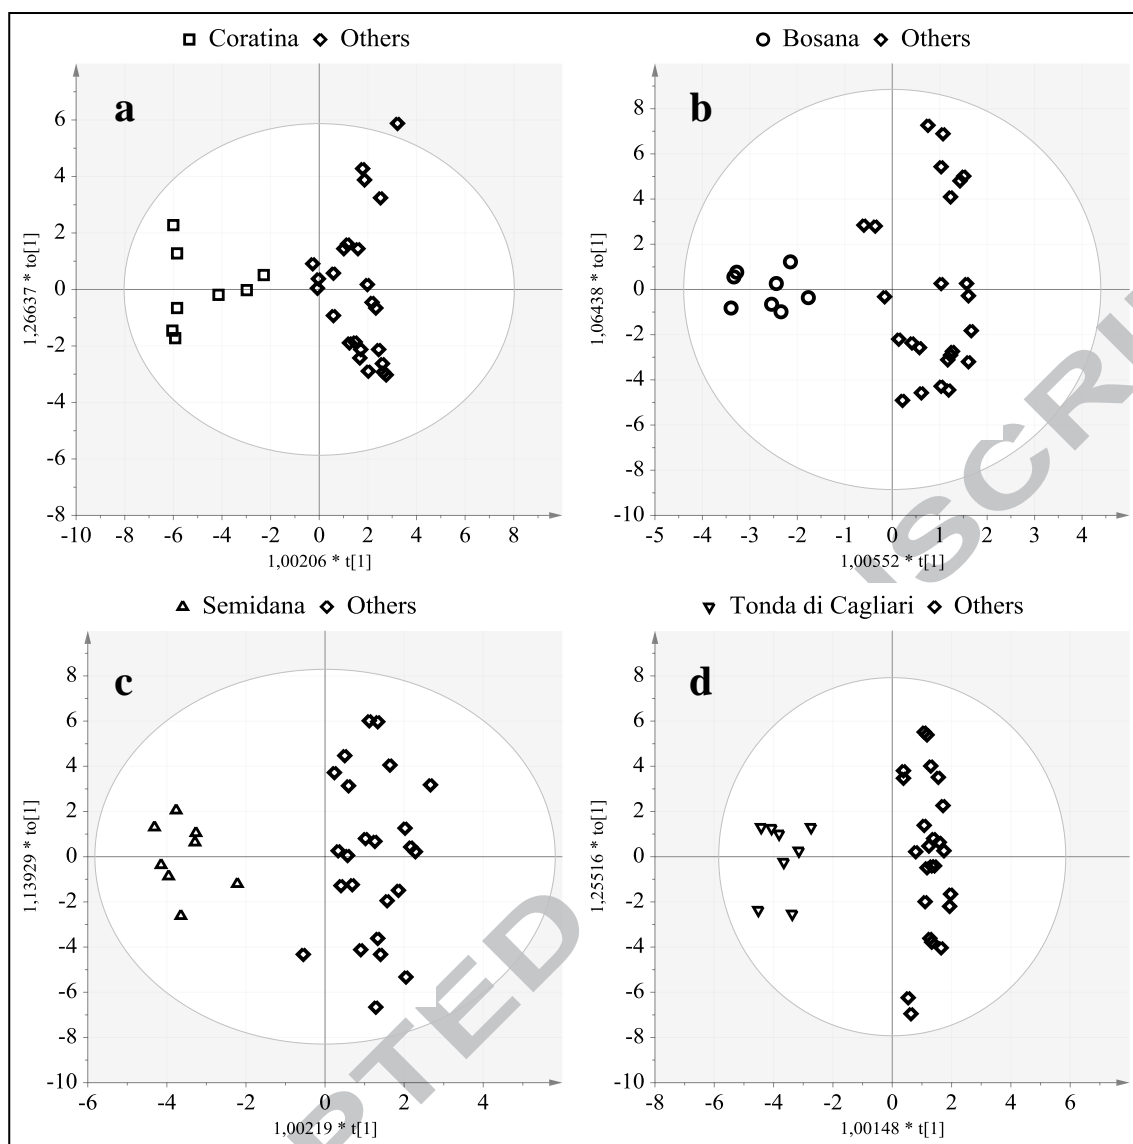 Coratina Others
a
6
4
2
0
-2
-4
-6
-8
1,26637 * to[1]
-10 -8 -6 -4 -2 0 2 4 6 8
1,00206 * t[1]
Bosana Others
b
8
6
4
2
0
-2
-4
-6
-8
-10
1,06438 * to[1]
-5 -4 -3 -2 -1 0 1 2 3 4
1,00552 * t[1]
Semidana Others
c
8
6
4
2
0
-2
-4
-6
-8
-10
1,13929 * to[1]
-6 -4 -2 0 2 4
1,00219 * t[1]
Tonda di Cagliari Others
d
8
6
4
2
0
-2
-4
-6
-8
-10
1,25516 * to[1]
-8 -6 -4 -2 0 2 4 6
1,00148 * t[1]
PTED
SCRI